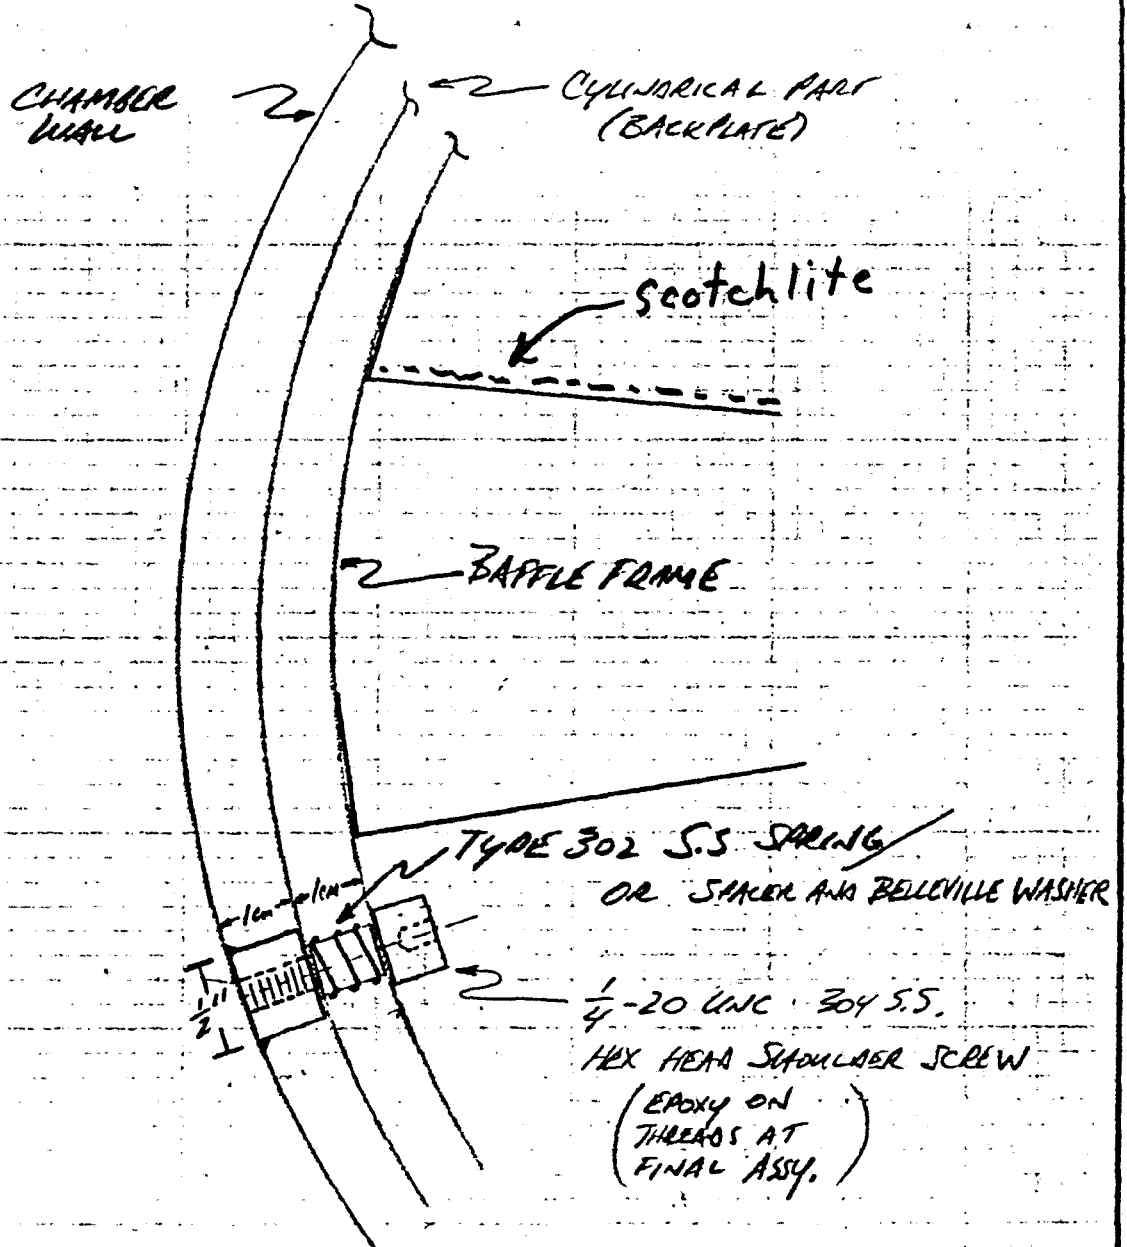 CHAMBER
WALL
CYLINDRICAL PART
(BACKPLATE)
scotchlite
BAFFLE FRAME
TYPE 302 S.S SPRING
OR SPACER AND BELLEVILLE WASHER
1cm 1cm
1/2"
1/4-20 UNC 304 S.S.
HEX HEAD SHOULDER SCREW
(EPOXY ON
THREADS AT
FINAL ASSY.)